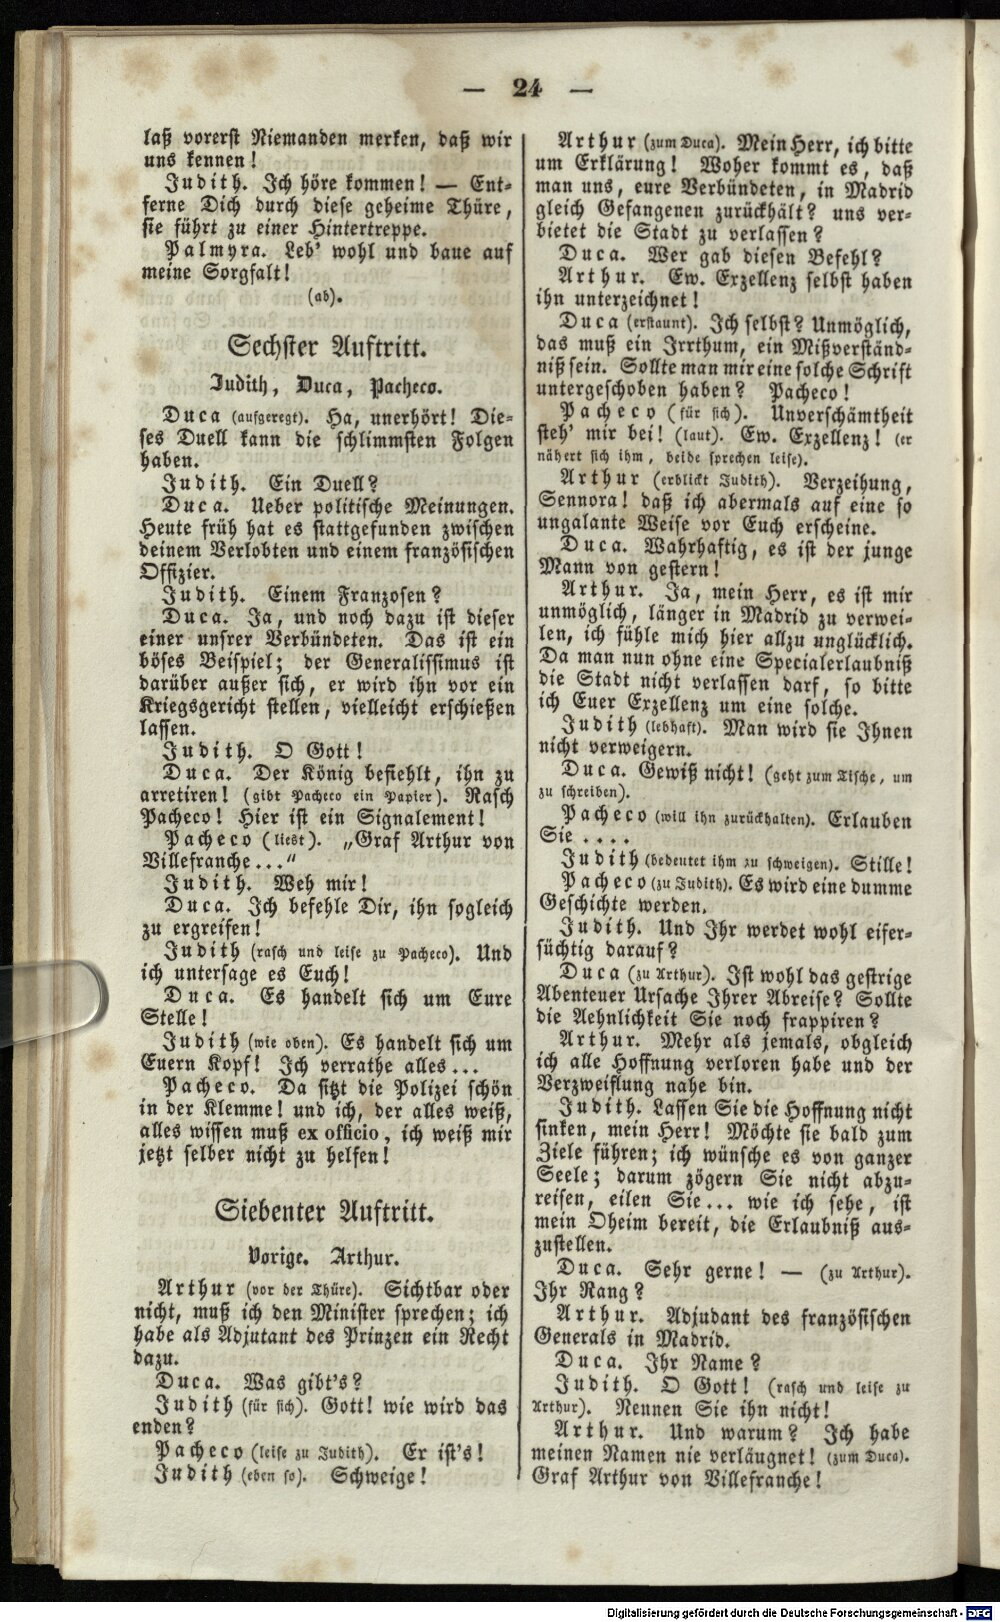 — 24 —
laß vorerst Niemanden merken, daß wir
uns kennen!
Judith. Ich höre kommen! — Ent-
ferne Dich durch diese geheime Thüre,
sie führt zu einer Hintertreppe.
Palmyra. Leb' wohl und baue auf
meine Sorgfalt!
(ab).
Sechster Auftritt.
Judith, Duca, Pacheco.
Duca (aufgeregt). Ha, unerhört! Die-
ses Duell kann die schlimmsten Folgen
haben.
Judith. Ein Duell?
Duca. Ueber politische Meinungen.
Heute früh hat es stattgefunden zwischen
deinem Verlobten und einem französischen
Offizier.
Judith. Einem Franzosen?
Duca. Ja, und noch dazu ist dieser
einer unsrer Verbündeten. Das ist ein
böses Beispiel; der Generalissimus ist
darüber außer sich, er wird ihn vor ein
Kriegsgericht stellen, vielleicht erschießen
lassen.
Judith. O Gott!
Duca. Der König befiehlt, ihn zu
arretiren! (gibt Pacheco ein Papier). Rasch
Pacheco! Hier ist ein Signalement!
Pacheco (liest). „Graf Arthur von
Villefranche..."
Judith. Weh mir!
Duca. Ich befehle Dir, ihn sogleich
zu ergreifen!
Judith (rasch und leise zu Pacheco). Und
ich untersage es Euch!
Duca. Es handelt sich um Eure
Stelle!
Judith (wie oben). Es handelt sich um
Euern Kopf! Ich verrathe alles...
Pacheco. Da sitzt die Polizei schön
in der Klemme! und ich, der alles weiß,
alles wissen muß ex officio, ich weiß mir
jetzt selber nicht zu helfen!
Siebenter Auftritt.
Vorige. Arthur.
Arthur (vor der Thüre). Sichtbar oder
nicht, muß ich den Minister sprechen; ich
habe als Adjutant des Prinzen ein Recht
dazu.
Duca. Was gibt's?
Judith (für sich). Gott! wie wird das
enden?
Pacheco (leise zu Judith). Er ist's!
Judith (eben so). Schweige!
Arthur (zum Duca). Mein Herr, ich bitte
um Erklärung! Woher kommt es, daß
man uns, eure Verbündeten, in Madrid
gleich Gefangenen zurückhält? uns ver-
bietet die Stadt zu verlassen?
Duca. Wer gab diesen Befehl?
Arthur. Ew. Exzellenz selbst haben
ihn unterzeichnet!
Duca (erstaunt). Ich selbst? Unmöglich,
das muß ein Irrthum, ein Mißverständ-
niß sein. Sollte man mir eine solche Schrift
untergeschoben haben? Pacheco!
Pacheco (für sich). Unverschämtheit
steh' mir bei! (laut). Ew. Exzellenz! (er
nähert sich ihm, beide sprechen leise).
Arthur (erblickt Judith). Verzeihung,
Sennora! daß ich abermals auf eine so
ungalante Weise vor Euch erscheine.
Duca. Wahrhaftig, es ist der junge
Mann von gestern!
Arthur. Ja, mein Herr, es ist mir
unmöglich, länger in Madrid zu verwei-
len, ich fühle mich hier allzu unglücklich.
Da man nun ohne eine Specialerlaubniß
die Stadt nicht verlassen darf, so bitte
ich Euer Exzellenz um eine solche.
Judith (lebhaft). Man wird sie Ihnen
nicht verweigern.
Duca. Gewiß nicht! (geht zum Tische, um
zu schreiben).
Pacheco (will ihn zurückhalten). Erlauben
Sie ....
Judith (bedeutet ihm zu schweigen). Stille!
Pacheco (zu Judith). Es wird eine dumme
Geschichte werden.
Judith. Und Ihr werdet wohl eifer-
süchtig darauf?
Duca (zu Arthur). Ist wohl das gestrige
Abenteuer Ursache Ihrer Abreise? Sollte
die Aehnlichkeit Sie noch frappiren?
Arthur. Mehr als jemals, obgleich
ich alle Hoffnung verloren habe und der
Verzweiflung nahe bin.
Judith. Lassen Sie die Hoffnung nicht
sinken, mein Herr! Möchte sie bald zum
Ziele führen; ich wünsche es von ganzer
Seele; darum zögern Sie nicht abzu-
reisen, eilen Sie... wie ich sehe, ist
mein Oheim bereit, die Erlaubniß aus-
zustellen.
Duca. Sehr gerne! — (zu Arthur).
Ihr Rang?
Arthur. Adjudant des französischen
Generals in Madrid.
Duca. Ihr Name?
Judith. O Gott! (rasch und leise zu
Arthur). Nennen Sie ihn nicht!
Arthur. Und warum? Ich habe
meinen Namen nie verläugnet! (zum Duca).
Graf Arthur von Villefranche!
Digitalisierung gefördert durch die Deutsche Forschungsgemeinschaft - DFG